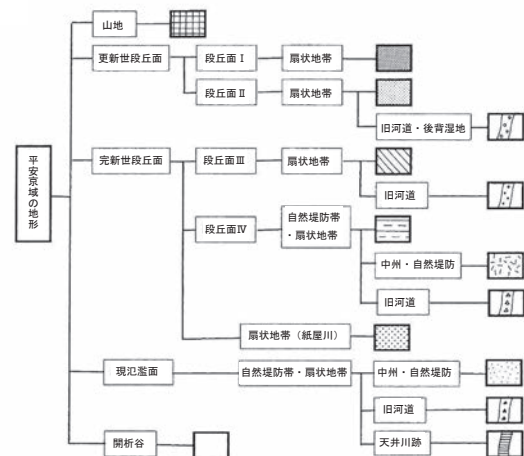 平安京域の地形
山地
更新世段丘面
段丘面Ⅰ
扇状地帯
段丘面Ⅱ
扇状地帯
旧河道・後背湿地
完新世段丘面
段丘面Ⅲ
扇状地帯
旧河道
段丘面Ⅳ
自然堤防帯
・扇状地帯
中州・自然堤防
旧河道
扇状地帯（紙屋川）
現氾濫面
自然堤防帯・扇状地帯
中州・自然堤防
旧河道
天井川跡
開析谷